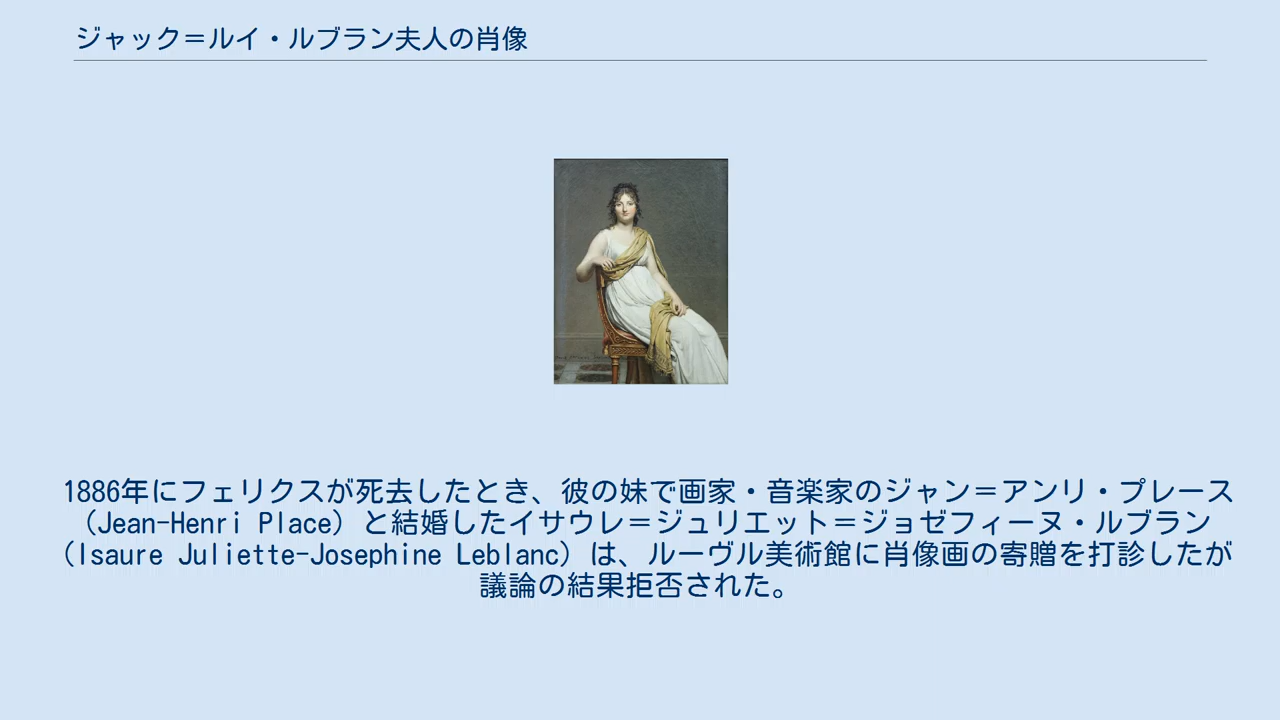 ジャック＝ルイ・ルブラン夫人の肖像
1886年にフェリクスが死去したとき、彼の妹で画家・音楽家のジャン＝アンリ・プレース
（Jean-Henri Place）と結婚したイサウレ＝ジュリエット＝ジョゼフィーヌ・ルブラン
（Isaure Juliette-Josephine Leblanc）は、ルーヴル美術館に肖像画の寄贈を打診したが
議論の結果拒否された。